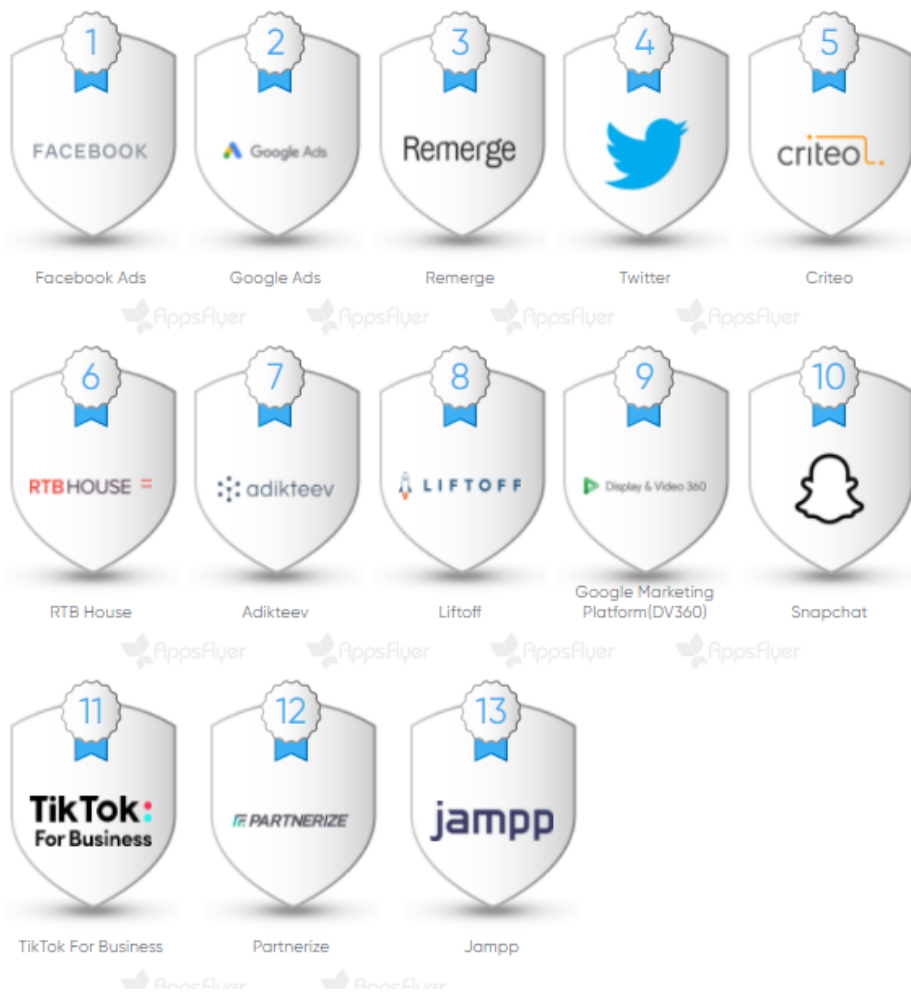 1 2 3 4 5
FACEBOOK Google Ads Remerge criteo
Facebook Ads Google Ads Remerge Twitter Criteo
AppsFlyer AppsFlyer AppsFlyer AppsFlyer
6 7 8 9 10
RTBHOUSE adikteev LIFTOFF Display & Video 360
RTB House Adikteev Liftoff Google Marketing Platform(DV360) Snapchat
AppsFlyer AppsFlyer AppsFlyer AppsFlyer
11 12 13
TikTok: For Business PARTNERIZE jampp
TikTok For Business Partnerize Jampp
AppsFlyer AppsFlyer